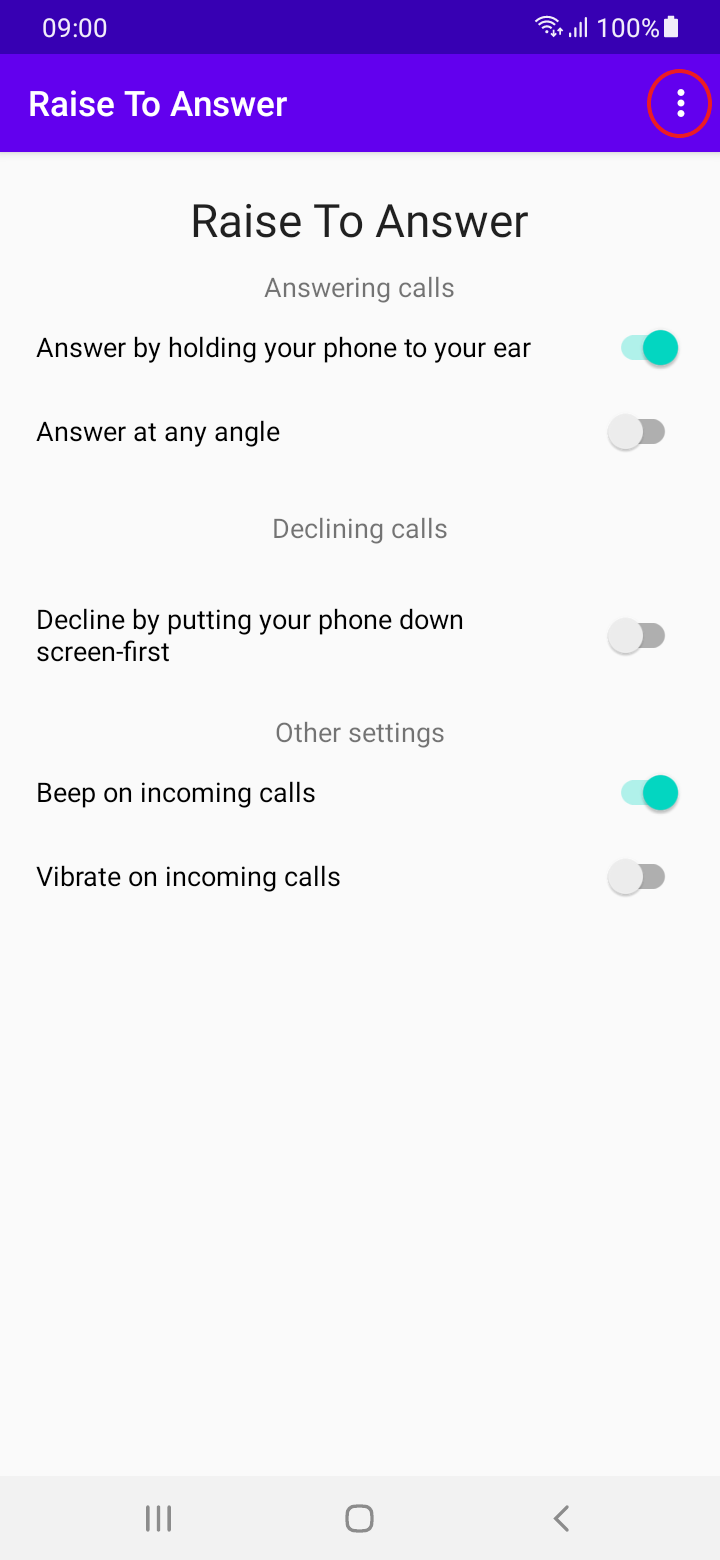 09:00 100%
Raise To Answer
Raise To Answer
Answering calls
Answer by holding your phone to your ear
Answer at any angle
Declining calls
Decline by putting your phone down
screen-first
Other settings
Beep on incoming calls
Vibrate on incoming calls